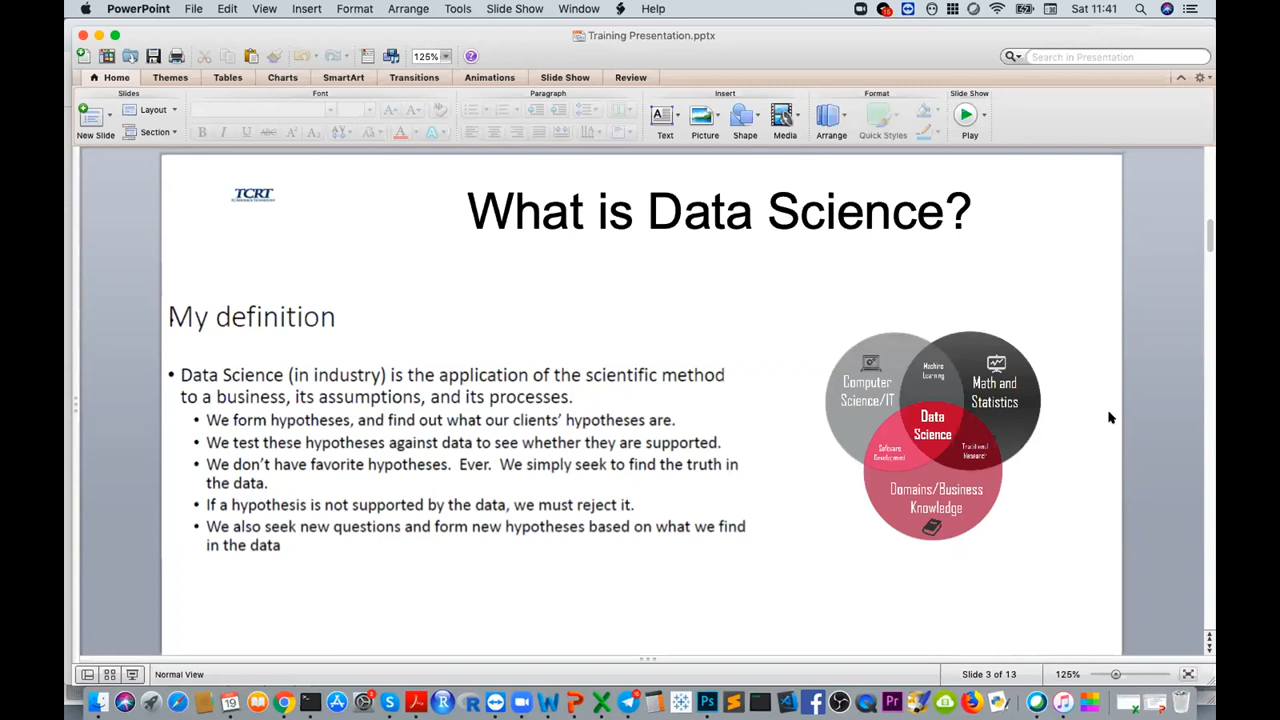 PowerPoint File Edit View Insert Format Arrange Tools Slide Show Window Help
Sat 11:41
Training Presentation.pptx
125%
Search in Presentation
Home Themes Tables Charts SmartArt Transitions Animations Slide Show Review
Slides Font Paragraph Insert Format Slide Show
Layout
Section
New Slide
Text Picture Shape Media Arrange Quick Styles Play
TCRT
What is Data Science?
My definition
• Data Science (in industry) is the application of the scientific method
to a business, its assumptions, and its processes.
• We form hypotheses, and find out what our clients' hypotheses are.
• We test these hypotheses against data to see whether they are supported.
• We don't have favorite hypotheses. Ever. We simply seek to find the truth in
the data.
• If a hypothesis is not supported by the data, we must reject it.
• We also seek new questions and form new hypotheses based on what we find
in the data
Computer
Science/IT
Machine
Learning
Math and
Statistics
Data
Science
Software
Development
Traditional
Research
Domains/Business
Knowledge
Normal View
Slide 3 of 13
125%